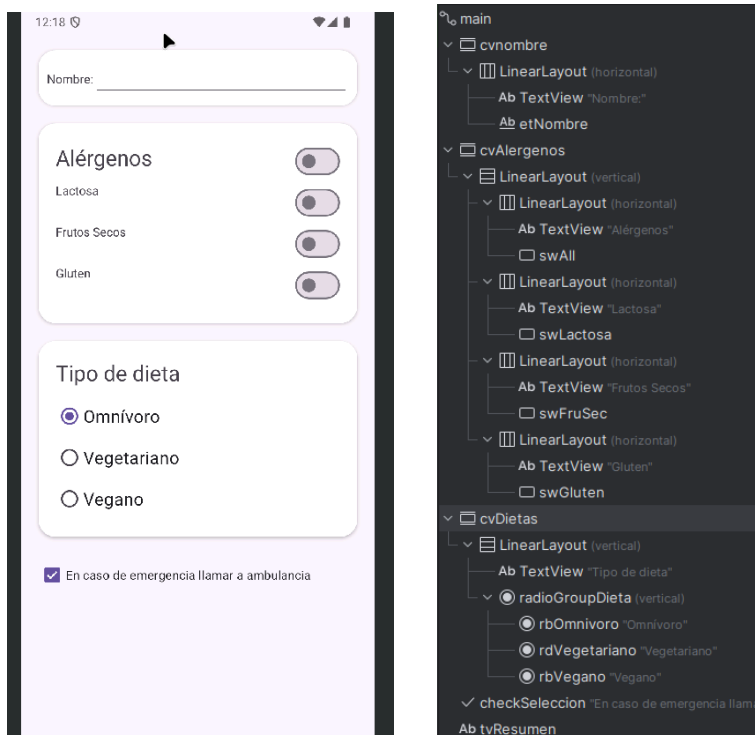 12:18
Nombre:
Alérgenos
Lactosa
Frutos Secos
Gluten
Tipo de dieta
Omnívoro
Vegetariano
Vegano
En caso de emergencia llamar a ambulancia
main
cvnombre
LinearLayout (horizontal)
Ab TextView "Nombre:"
Ab etNombre
cvAlergenos
LinearLayout (vertical)
LinearLayout (horizontal)
Ab TextView "Alérgenos"
swAll
LinearLayout (horizontal)
Ab TextView "Lactosa"
swLactosa
LinearLayout (horizontal)
Ab TextView "Frutos Secos"
swFruSec
LinearLayout (horizontal)
Ab TextView "Gluten"
swGluten
cvDietas
LinearLayout (vertical)
Ab TextView "Tipo de dieta"
radioGroupDieta (vertical)
rbOmnivoro "Omnívoro"
rdVegetariano "Vegetariano"
rbVegano "Vegano"
checkSeleccion "En caso de emergencia llam
Ab tvResumen